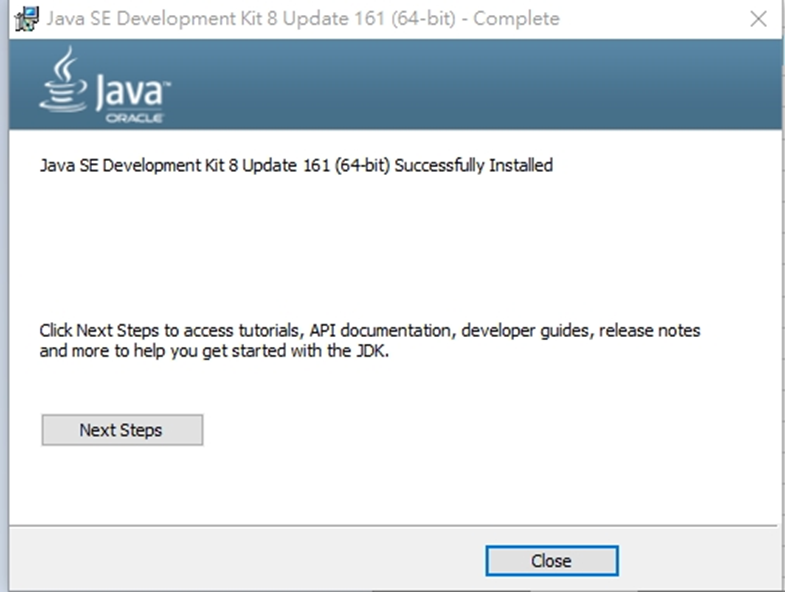 Java SE Development Kit 8 Update 161 (64-bit) - Complete
Java™
ORACLE
Java SE Development Kit 8 Update 161 (64-bit) Successfully Installed
Click Next Steps to access tutorials, API documentation, developer guides, release notes
and more to help you get started with the JDK.
Next Steps
Close